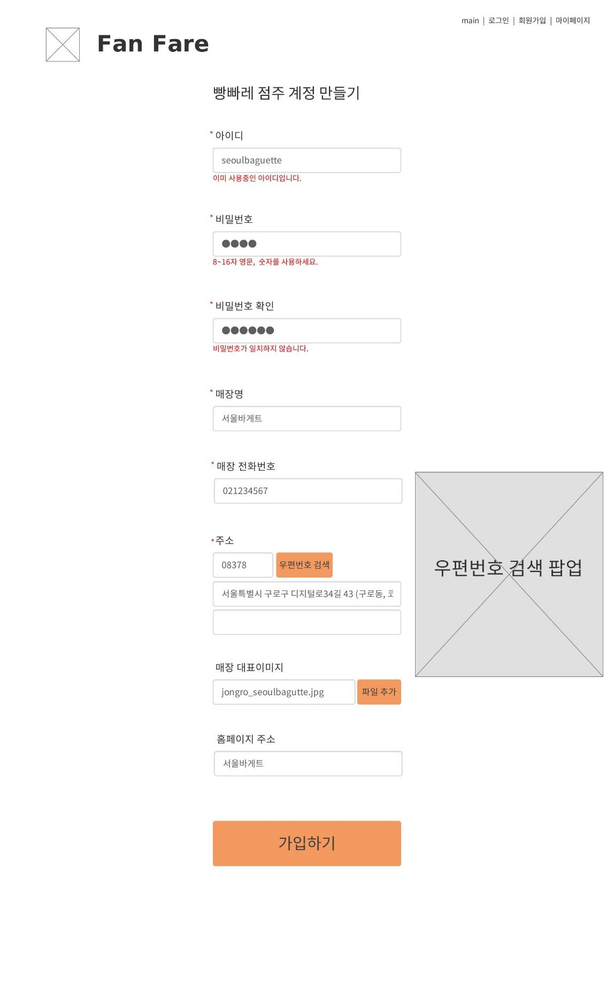 main | 로그인 | 회원가입 | 마이페이지
Fan Fare
빵빠레 점주 계정 만들기
* 아이디
seoulbaguette
이미 사용중인 아이디입니다.
* 비밀번호
●●●●
8~16자 영문, 숫자를 사용하세요.
* 비밀번호 확인
●●●●●●
비밀번호가 일치하지 않습니다.
* 매장명
서울바게트
* 매장 전화번호
021234567
* 주소
08378 우편번호 검색
서울특별시 구로구 디지털로34길 43 (구로동,
우편번호 검색 팝업
매장 대표이미지
jongro_seoulbagutte.jpg 파일 추가
홈페이지 주소
서울바게트
가입하기